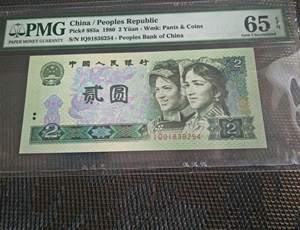 PMG
PAPER MONEY GUARANTY
China / Peoples Republic
Pick# 885a 1980 2 Yüan - Wmk: Pants & Coins
S/N IQ91836254 - Peoples Bank of China
65 EPQ
中国人民银行
贰圆
2
2
IQ91836254